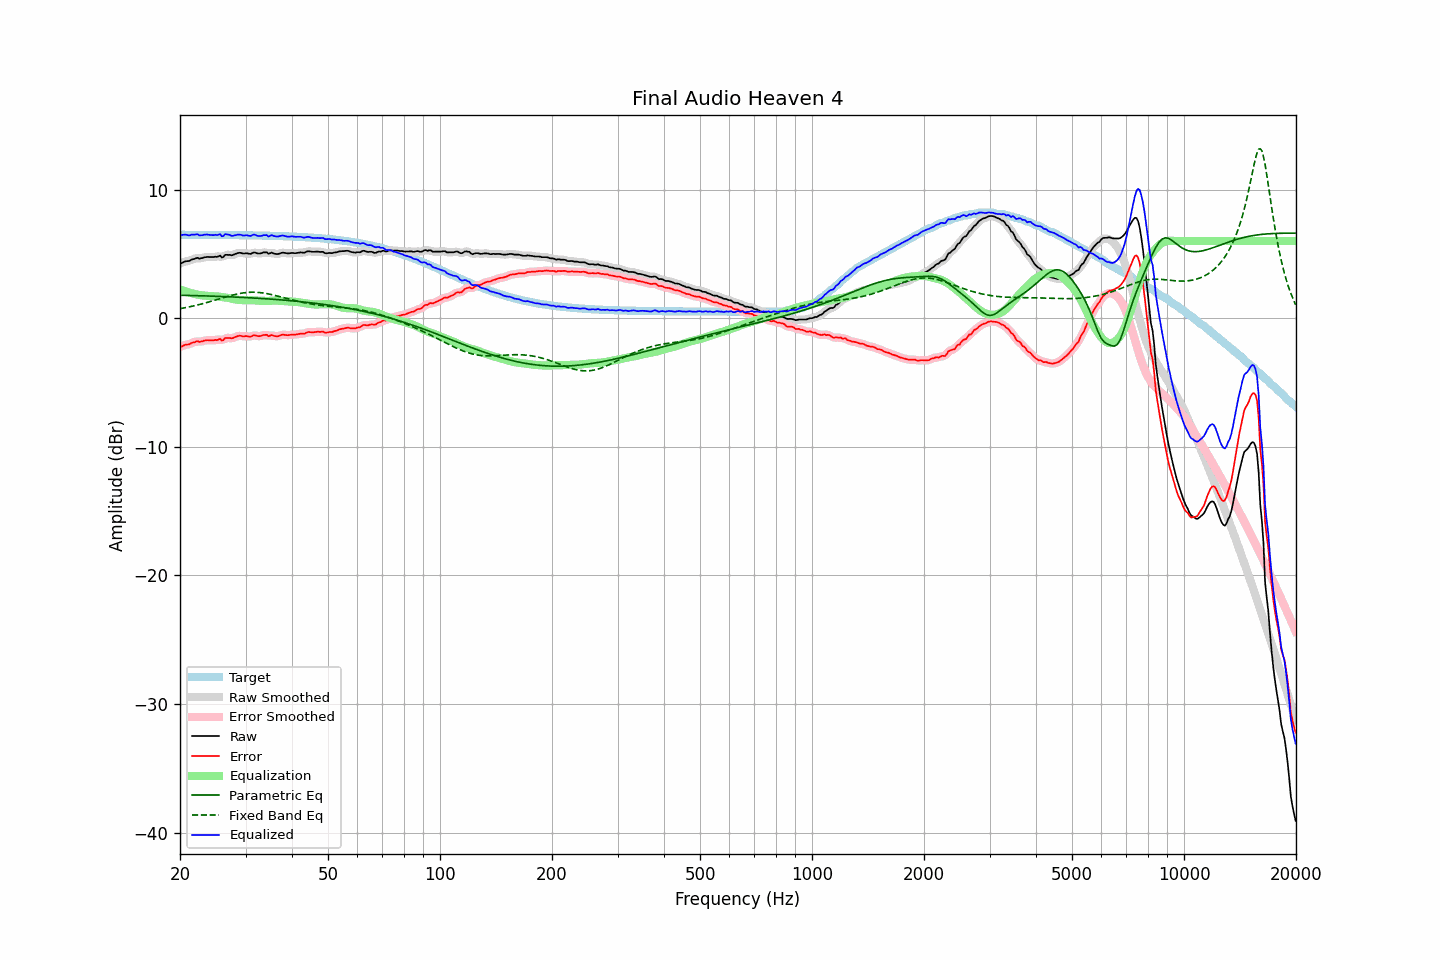 Final Audio Heaven 4
Amplitude (dBr)
10
0
−10
−20
−30
−40
Target
Raw Smoothed
Error Smoothed
Raw
Error
Equalization
Parametric Eq
Fixed Band Eq
Equalized
20 50 100 200 500 1000 2000 5000 10000 20000
Frequency (Hz)